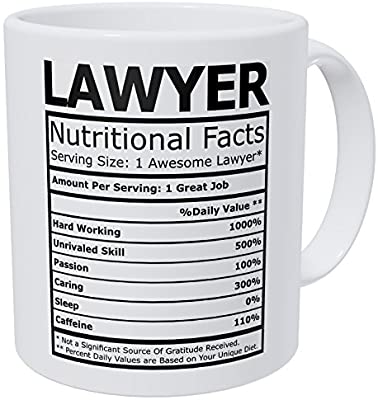 LAWYER
Nutritional Facts
Serving Size: 1 Awesome Lawyer*
Amount Per Serving: 1 Great Job
%Daily Value **
Hard Working 1000%
Unrivaled Skill 500%
Passion 100%
Caring 300%
Sleep 0%
Caffeine 110%
* Not a Significant Source Of Gratitude Received.
** Percent Daily Values are Based on Your Unique Diet.